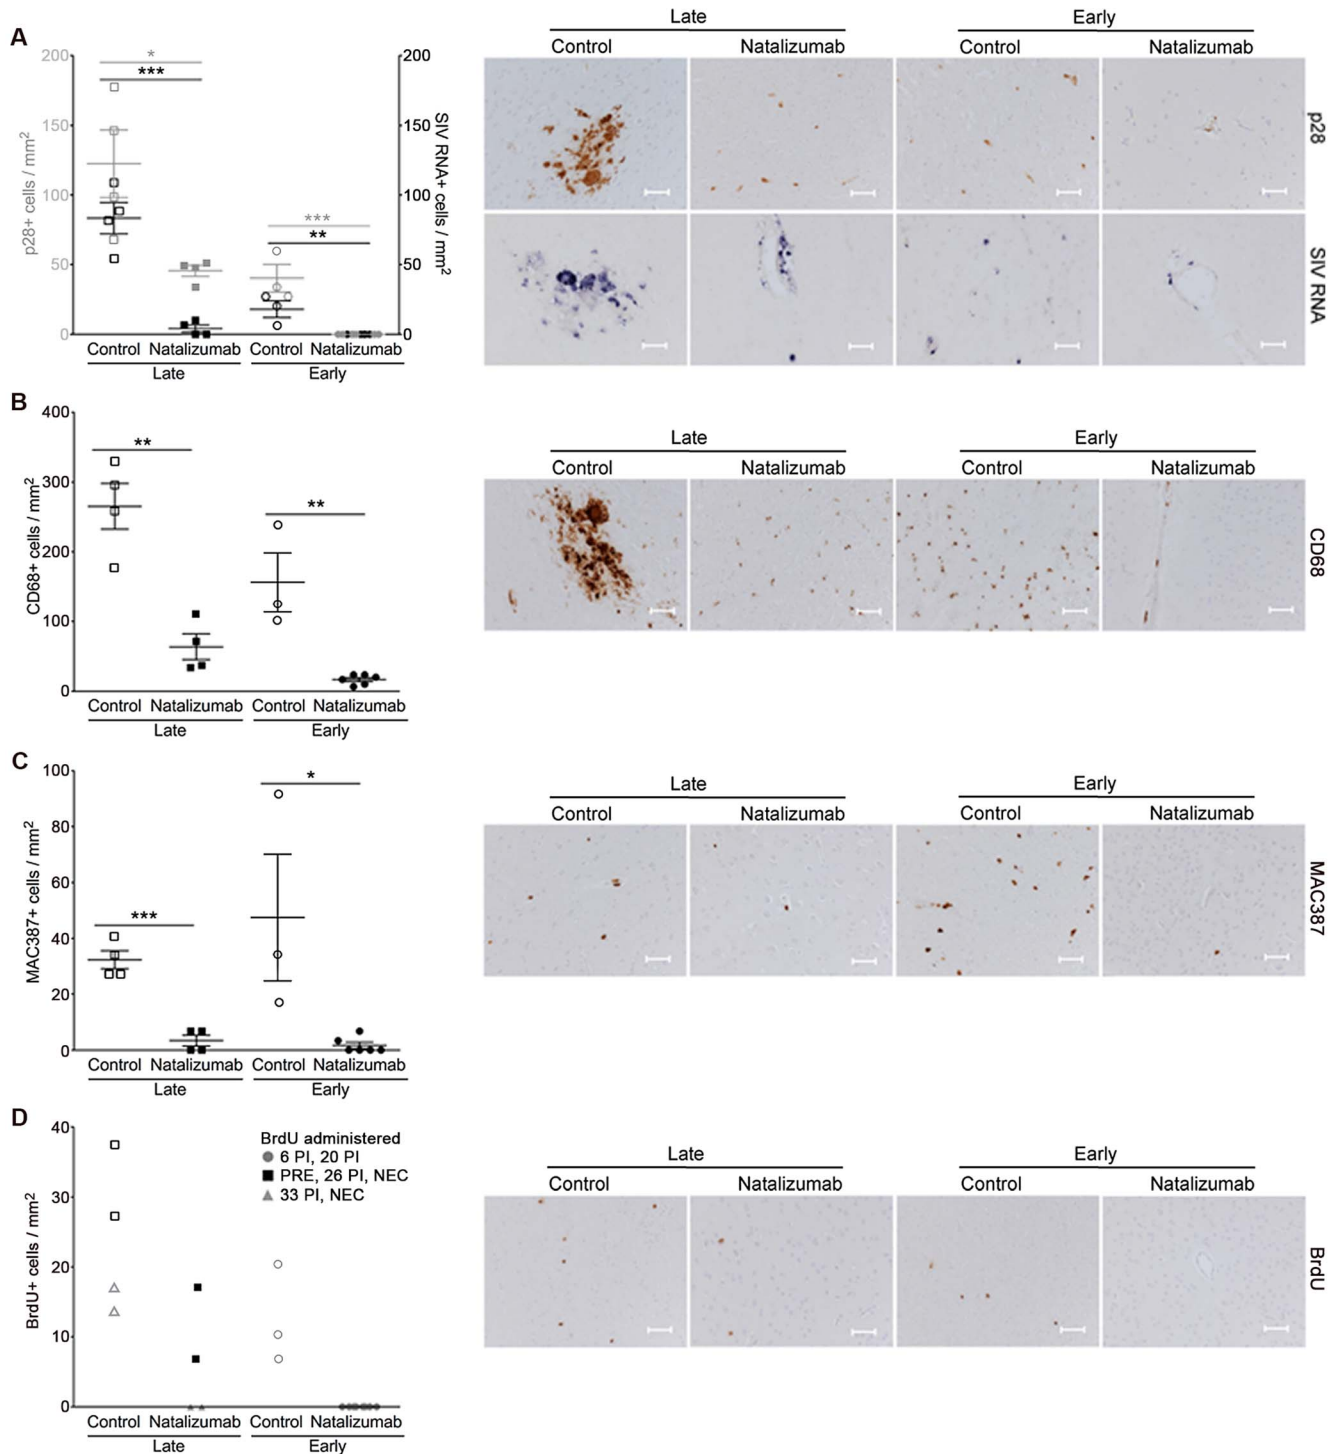 A
Late
Early
Control
Natalizumab
Control
Natalizumab
200
150
100
50
0
p28+ cells / mm2
*
***
***
**
200
150
100
50
0
SIV RNA+ cells / mm2
Control
Natalizumab
Control
Natalizumab
Late
Early
p28
SIV RNA
B
400
300
200
100
0
CD68+ cells / mm2
**
**
Control
Natalizumab
Control
Natalizumab
Late
Early
Late
Early
Control
Natalizumab
Control
Natalizumab
CD68
C
100
80
60
40
20
0
MAC387+ cells / mm2
***
*
Control
Natalizumab
Control
Natalizumab
Late
Early
Late
Early
Control
Natalizumab
Control
Natalizumab
MAC387
D
40
30
20
10
0
BrdU+ cells / mm2
BrdU administered
6 PI, 20 PI
PRE, 26 PI, NEC
33 PI, NEC
Control
Natalizumab
Control
Natalizumab
Late
Early
Late
Early
Control
Natalizumab
Control
Natalizumab
BrdU